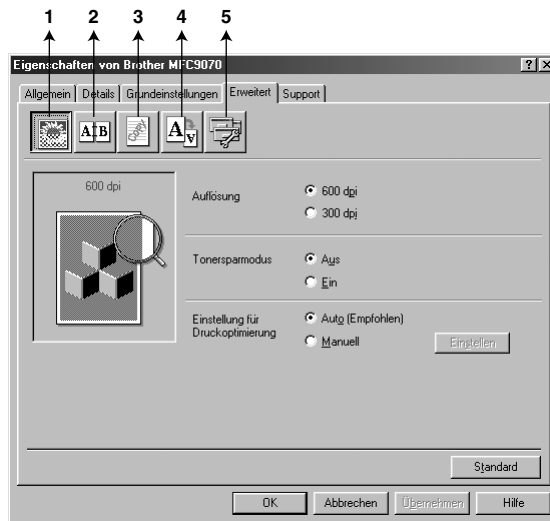 1 2 3 4 5
Eigenschaften von Brother MFC9070
Allgemein Details Grundeinstellungen Erweitert Support
A B Copy A A
600 dpi
Auflösung
600 dpi
300 dpi
Tonersparmodus
Aus
Ein
Einstellung für
Druckoptimierung
Auto (Empfohlen)
Manuell
Einstellen
Standard
OK Abbrechen Übernehmen Hilfe